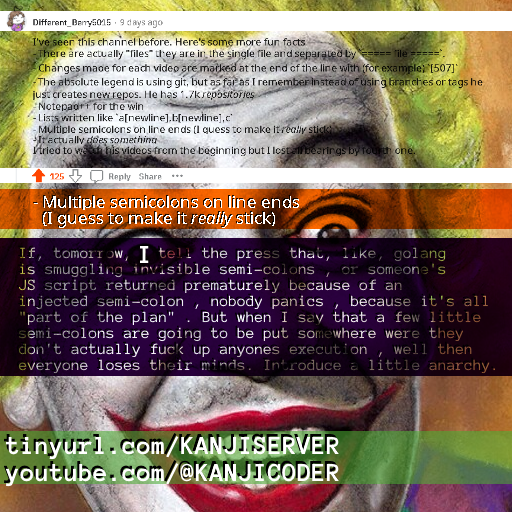 Different_Berry5015 · 9 days ago
I've seen this channel before. Here's some more fun facts
- There are actually "files" they are in the single file and separated by `===== file =====`.
- Changes made for each video are marked at the end of the line with (for example) `[507]`
- The absolute legend is using git, but as far as I remember instead of using branches or tags he
just creates new repos. He has 1.7k repositories
- Notepad++ for the win
- Lists written like `a[newline],b[newline],c`
- Multiple semicolons on line ends (I guess to make it really stick)
- It actually does something
I tried to watch his videos from the beginning but I lost all bearings by fourth one.
125 Reply Share ···
- Multiple semicolons on line ends
(I guess to make it really stick)
If, tomorrow, I tell the press that, like, golang
is smuggling invisible semi-colons , or someone's
JS script returned prematurely because of an
injected semi-colon , nobody panics , because it's all
"part of the plan" . But when I say that a few little
semi-colons are going to be put somewhere were they
don't actually fuck up anyones execution , well then
everyone loses their minds. Introduce a little anarchy.
tinyurl.com/KANJISERVER
youtube.com/@KANJICODER